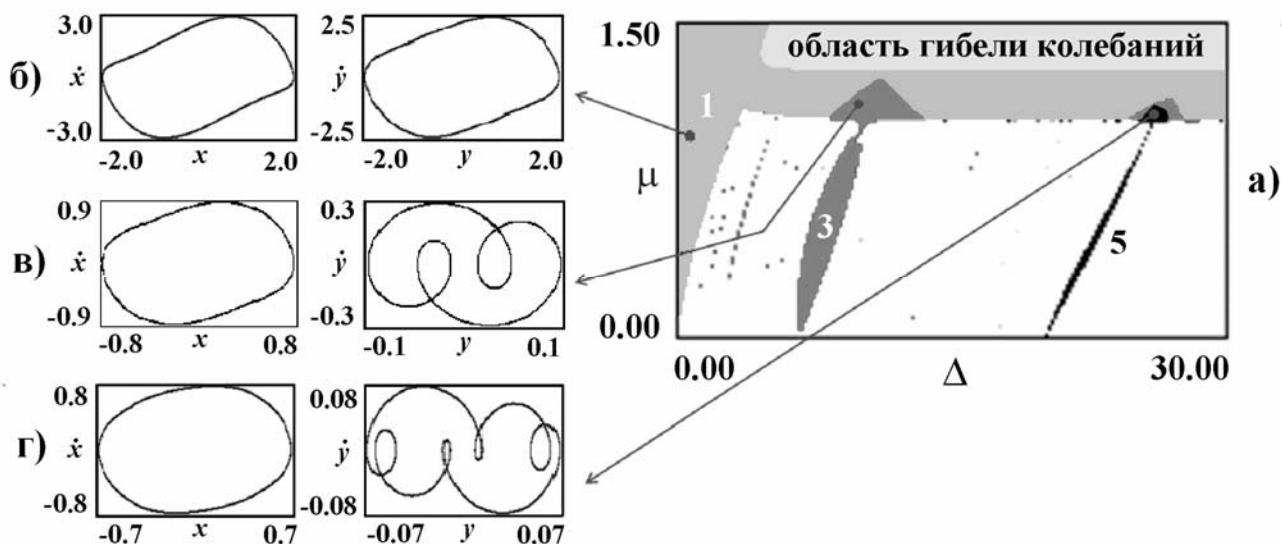 б)
3.0
ẋ
-3.0
-2.0 x 2.0
2.5
ẏ
-2.5
-2.0 y 2.0
в)
0.9
ẋ
-0.9
-0.8 x 0.8
0.3
ẏ
-0.3
-0.1 y 0.1
г)
0.8
ẋ
-0.8
-0.7 x 0.7
0.08
ẏ
-0.08
-0.07 y 0.07
1.50
область гибели колебаний
1
μ
3
5
а)
0.00
0.00 Δ 30.00